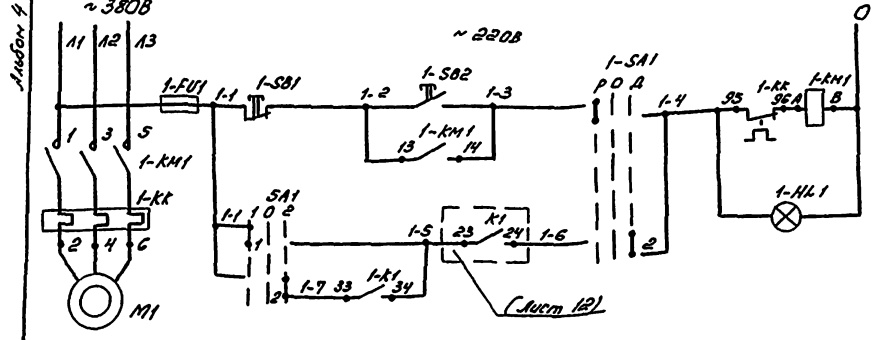 Альбом 4
~ 380В
Л1 Л2 Л3
~ 220В
0
1-FU1
1-1
1-SB1
1-2
1-SB2
1-3
1-SA1
Р О Д
1-4
95
1-КК
96
А
1-КМ1
В
1 3 5
1-КМ1
13
1-КМ1
14
1-КК
2 4 6
М1
1-1
SA1
1 0 2
1
2
1-7
33
1-К1
34
1-5
23
К1
24
1-6
2
1-HL1
(Лист 12)